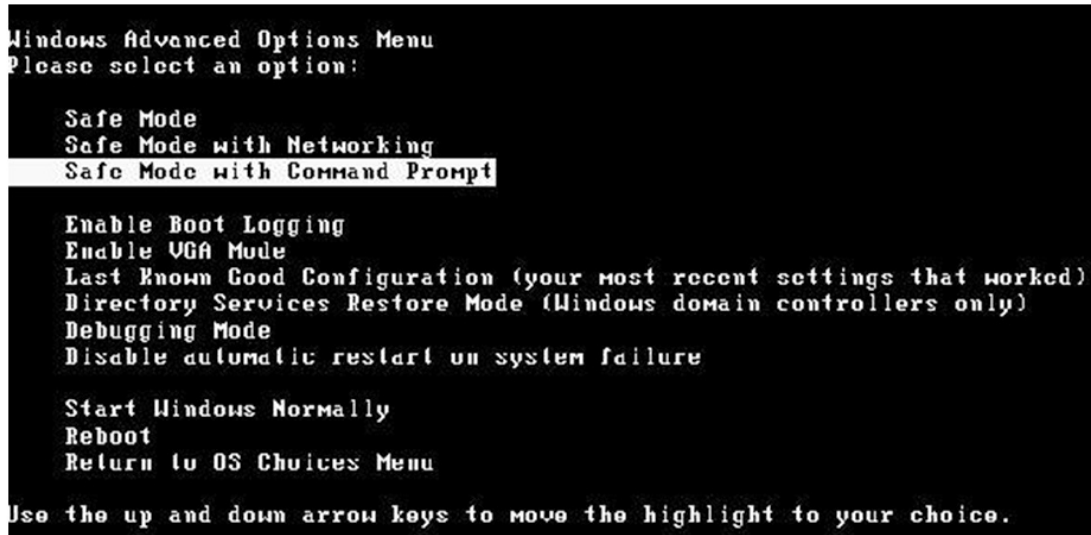 Windows Advanced Options Menu
Please select an option:
Safe Mode
Safe Mode with Networking
Safe Mode with Command Prompt
Enable Boot Logging
Enable VGA Mode
Last Known Good Configuration (your most recent settings that worked)
Directory Services Restore Mode (Windows domain controllers only)
Debugging Mode
Disable automatic restart on system failure
Start Windows Normally
Reboot
Return to OS Choices Menu
Use the up and down arrow keys to move the highlight to your choice.